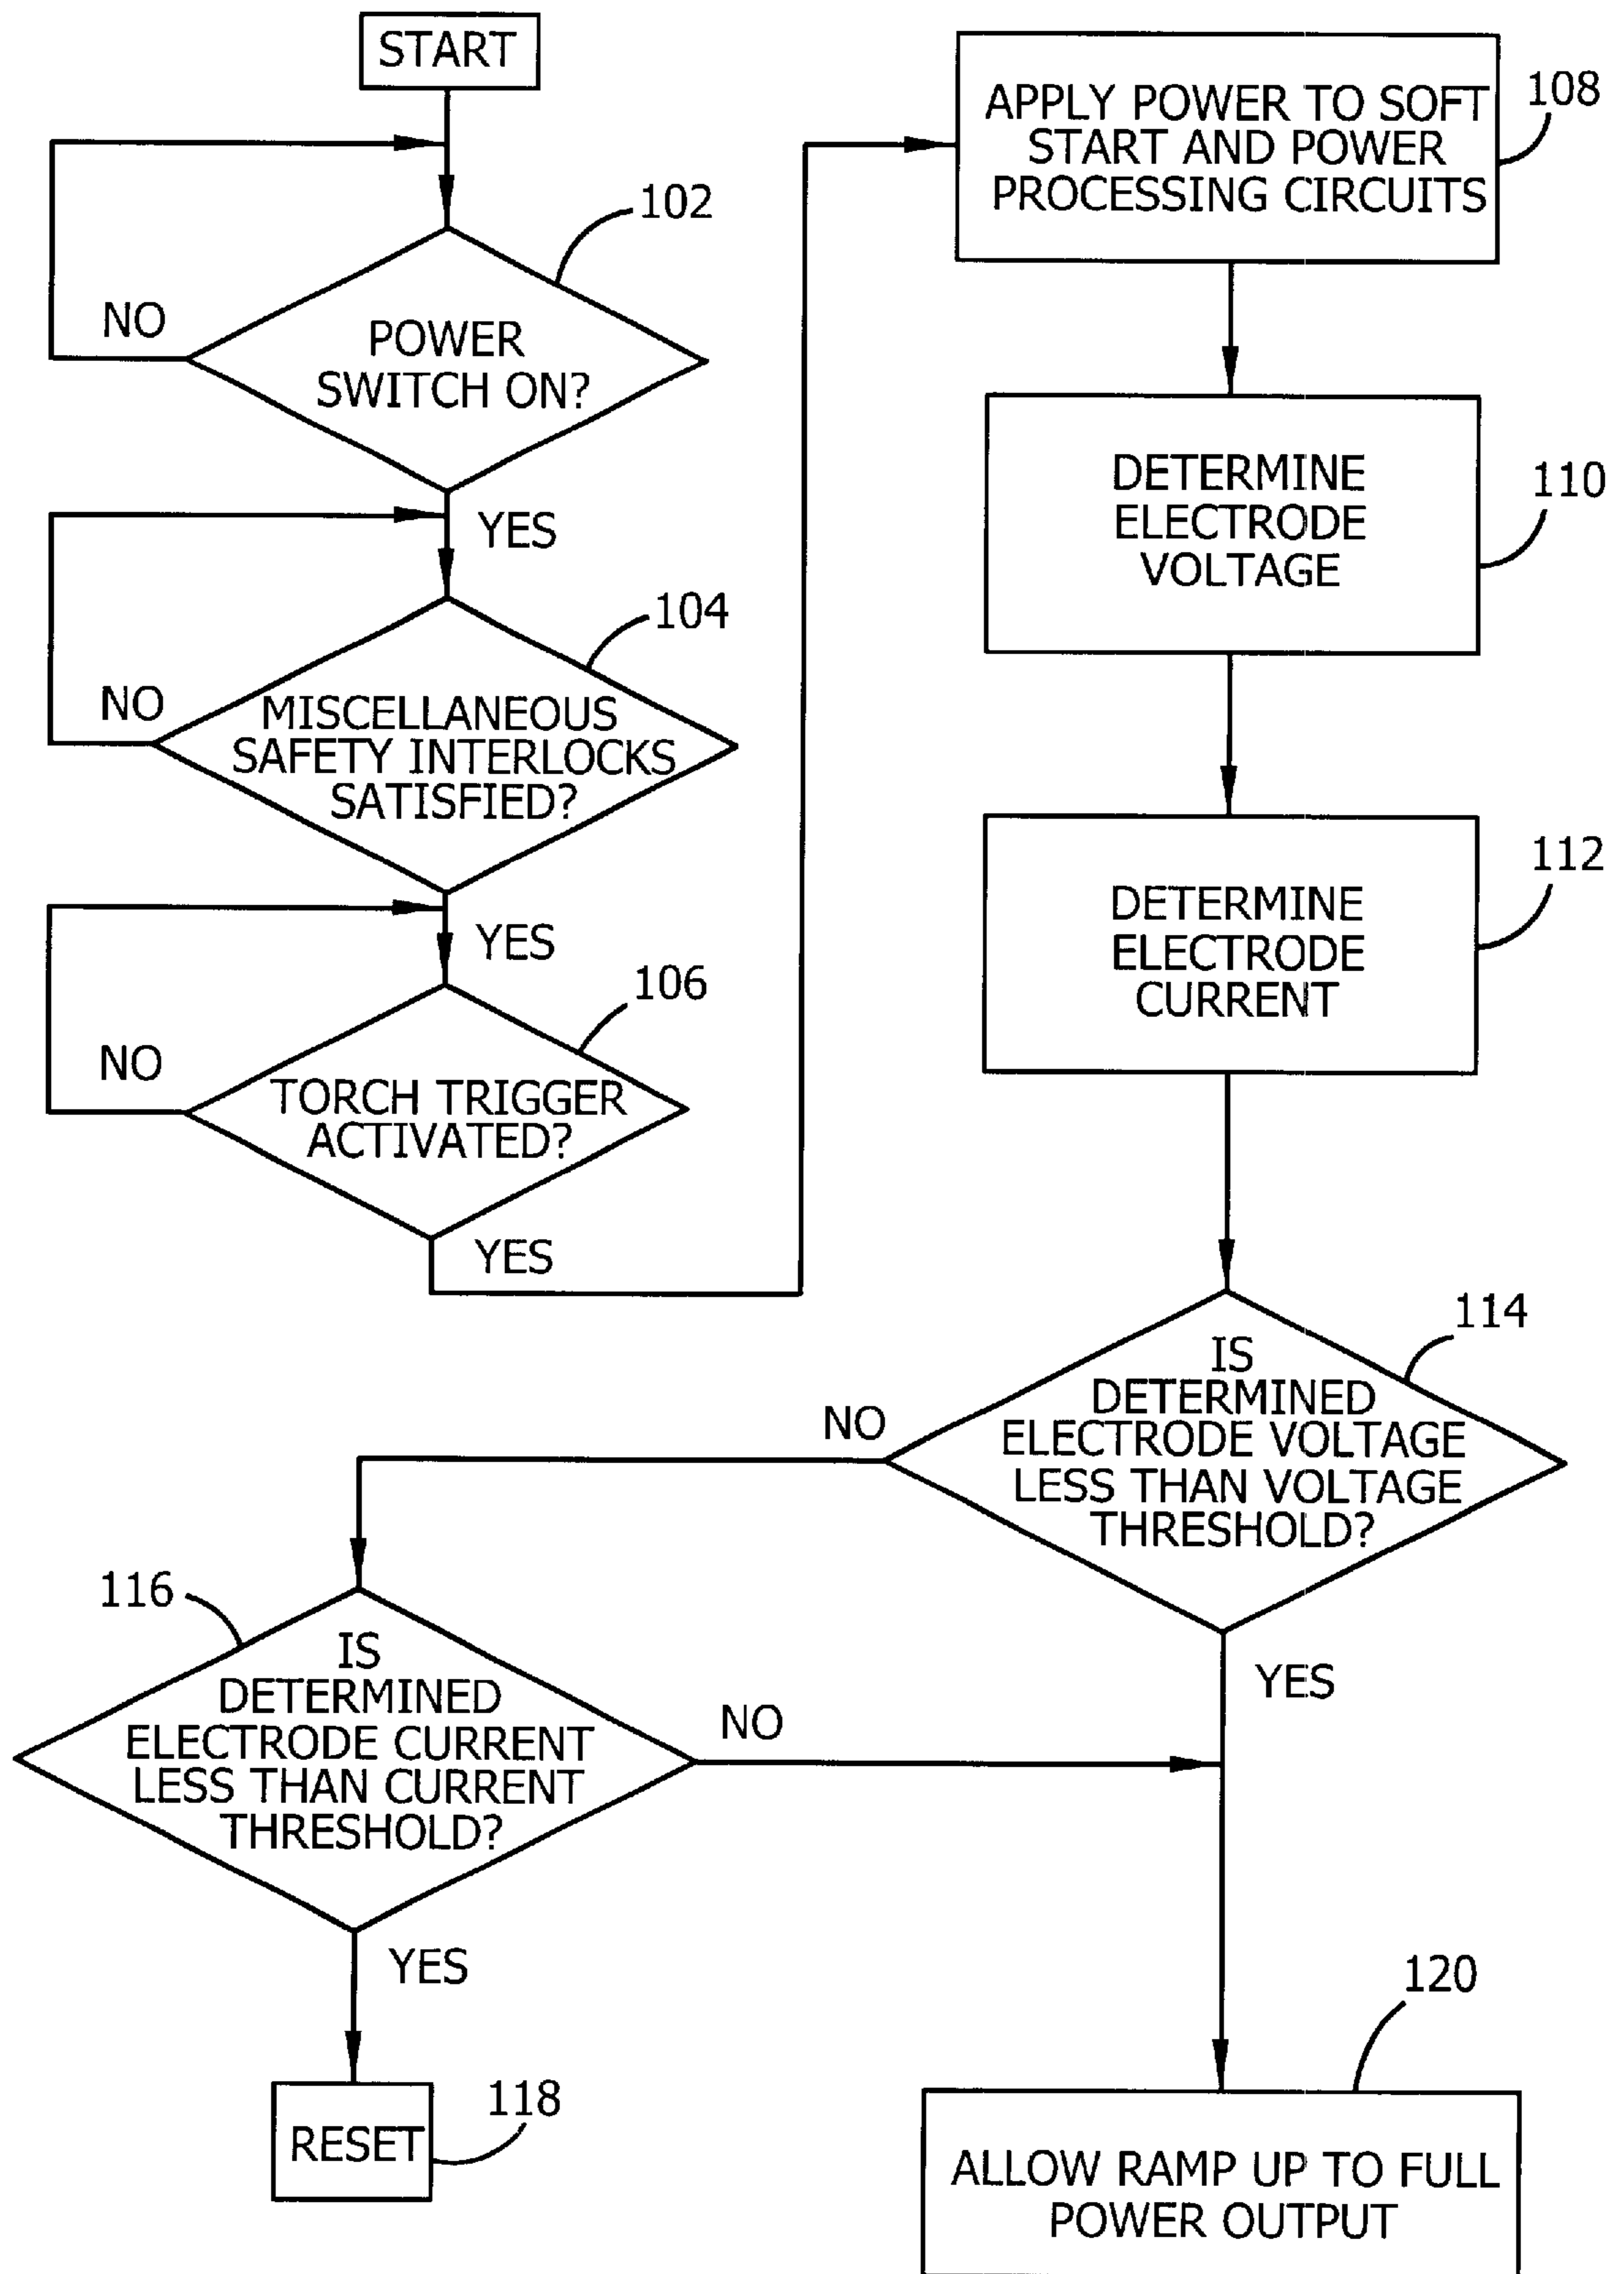 START
102
NO
POWER
SWITCH ON?
YES
104
NO
MISCELLANEOUS
SAFETY INTERLOCKS
SATISFIED?
YES
106
NO
TORCH TRIGGER
ACTIVATED?
YES
APPLY POWER TO SOFT
START AND POWER
PROCESSING CIRCUITS
108
DETERMINE
ELECTRODE
VOLTAGE
110
DETERMINE
ELECTRODE
CURRENT
112
114
IS
DETERMINED
ELECTRODE VOLTAGE
LESS THAN VOLTAGE
THRESHOLD?
NO
YES
116
IS
DETERMINED
ELECTRODE CURRENT
LESS THAN CURRENT
THRESHOLD?
NO
YES
RESET
118
120
ALLOW RAMP UP TO FULL
POWER OUTPUT